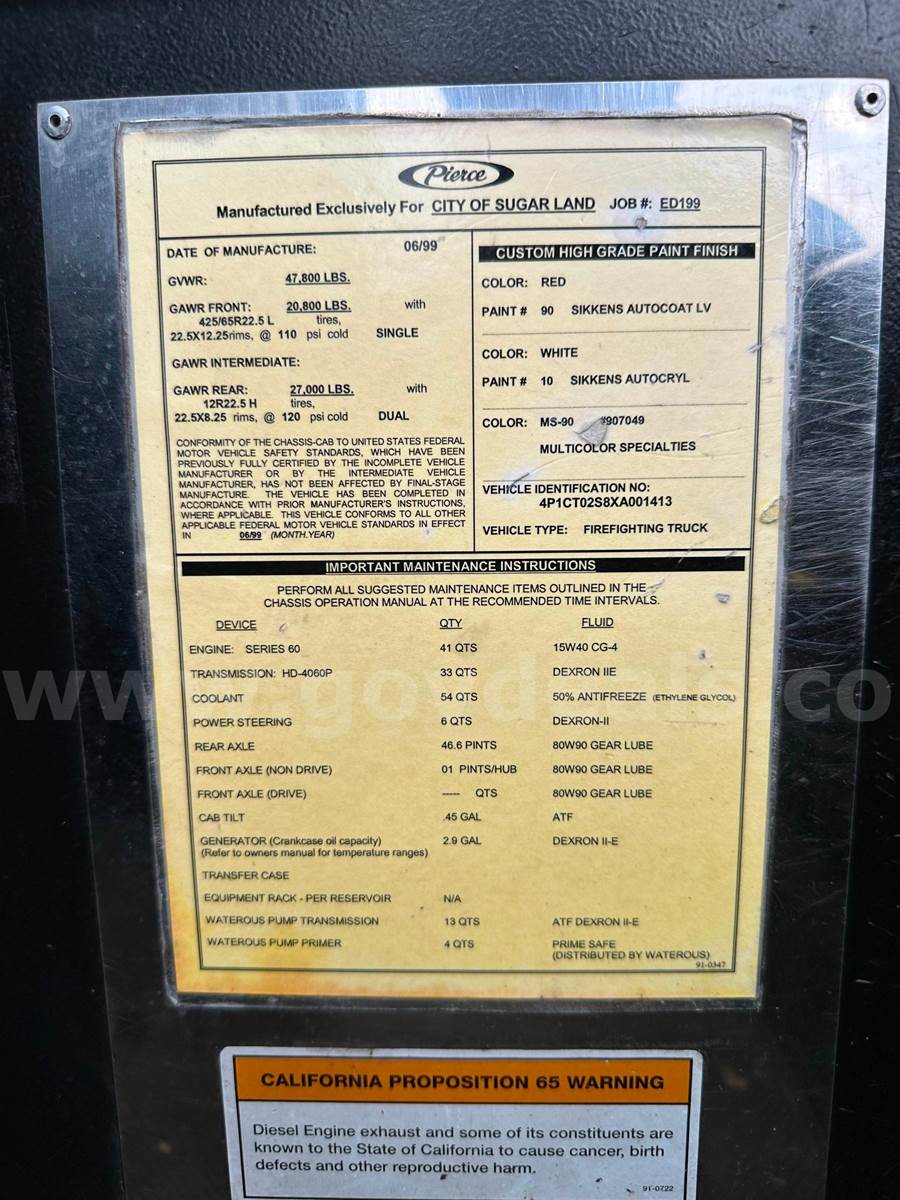 Pierce
Manufactured Exclusively For CITY OF SUGAR LAND JOB #: ED199
DATE OF MANUFACTURE: 06/99
GVWR: 47,800 LBS.
GAWR FRONT: 20,800 LBS. with
425/65R22.5 L tires,
22.5X12.25rims, @ 110 psi cold SINGLE
GAWR INTERMEDIATE:
GAWR REAR: 27,000 LBS. with
12R22.5 H tires,
22.5X8.25 rims, @ 120 psi cold DUAL
CONFORMITY OF THE CHASSIS-CAB TO UNITED STATES FEDERAL
MOTOR VEHICLE SAFETY STANDARDS, WHICH HAVE BEEN
PREVIOUSLY FULLY CERTIFIED BY THE INCOMPLETE VEHICLE
MANUFACTURER OR BY THE INTERMEDIATE VEHICLE
MANUFACTURER, HAS NOT BEEN AFFECTED BY FINAL-STAGE
MANUFACTURE. THE VEHICLE HAS BEEN COMPLETED IN
ACCORDANCE WITH PRIOR MANUFACTURER'S INSTRUCTIONS,
WHERE APPLICABLE. THIS VEHICLE CONFORMS TO ALL OTHER
APPLICABLE FEDERAL MOTOR VEHICLE STANDARDS IN EFFECT
IN 06/99 (MONTH.YEAR)
CUSTOM HIGH GRADE PAINT FINISH
COLOR: RED
PAINT # 90 SIKKENS AUTOCOAT LV
COLOR: WHITE
PAINT # 10 SIKKENS AUTOCRYL
COLOR: MS-90 #907049
MULTICOLOR SPECIALTIES
VEHICLE IDENTIFICATION NO:
4P1CT02S8XA001413
VEHICLE TYPE: FIREFIGHTING TRUCK
IMPORTANT MAINTENANCE INSTRUCTIONS
PERFORM ALL SUGGESTED MAINTENANCE ITEMS OUTLINED IN THE
CHASSIS OPERATION MANUAL AT THE RECOMMENDED TIME INTERVALS.
DEVICE QTY FLUID
ENGINE: SERIES 60 41 QTS 15W40 CG-4
TRANSMISSION: HD-4060P 33 QTS DEXRON IIE
COOLANT 54 QTS 50% ANTIFREEZE (ETHYLENE GLYCOL)
POWER STEERING 6 QTS DEXRON-II
REAR AXLE 46.6 PINTS 80W90 GEAR LUBE
FRONT AXLE (NON DRIVE) 01 PINTS/HUB 80W90 GEAR LUBE
FRONT AXLE (DRIVE) ----- QTS 80W90 GEAR LUBE
CAB TILT .45 GAL ATF
GENERATOR (Crankcase oil capacity) 2.9 GAL DEXRON II-E
(Refer to owners manual for temperature ranges)
TRANSFER CASE
EQUIPMENT RACK - PER RESERVOIR N/A
WATEROUS PUMP TRANSMISSION 13 QTS ATF DEXRON II-E
WATEROUS PUMP PRIMER 4 QTS PRIME SAFE
(DISTRIBUTED BY WATEROUS)
91-0347
CALIFORNIA PROPOSITION 65 WARNING
Diesel Engine exhaust and some of its constituents are
known to the State of California to cause cancer, birth
defects and other reproductive harm.
91-0722